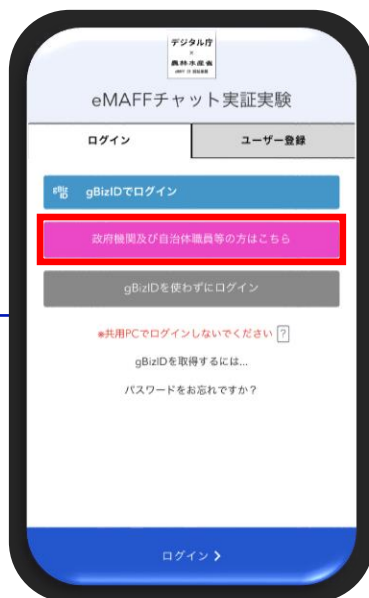 デジタル庁
×
農林水産省
eMAFFチャット実証実験
ログイン
ユーザー登録
gBiz
ID
gBizIDでログイン
政府機関及び自治体職員等の方はこちら
gBizIDを使わずにログイン
※共用PCでログインしないでください ?
gBizIDを取得するには...
パスワードをお忘れですか？
ログイン ❯